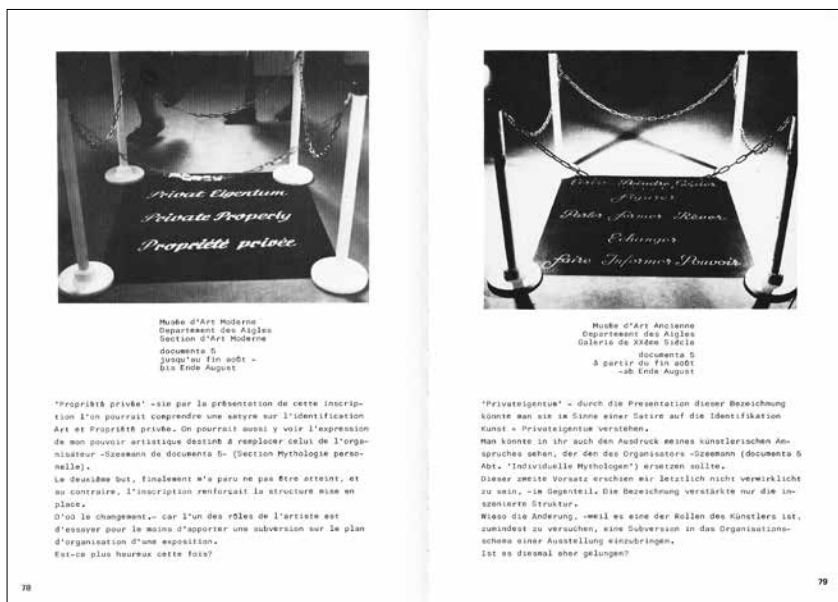 Privat Eigentum
Private Property
Propriété privée
Musée d'Art Moderne
Departement des Aigles
Section d'Art Moderne
documenta 5
jusqu'au fin août -
bis Ende August
'Propriété privée' -sie par la présentation de cette inscrip-
tion l'on pourrait comprendre une satyre sur l'identification
Art et Propriété privée. On pourrait aussi y voir l'expression
de mon pouvoir artistique destiné à remplacer celui de l'orga-
nisateur -Szeemann de documenta 5- (Section Mythologie perso-
nelle).
Le deuxième but, finalement m'a paru ne pas être atteint, et
au contraire, l'inscription renforçait la structure mise en
place.
D'où le changement,- car l'un des rôles de l'artiste est
d'essayer pour le moins d'apporter une subversion sur le plan
d'organisation d'une exposition.
Est-ce plus heureux cette fois?
78
Ecrire Peindre Copier
Figurer
Parler Former Rêver
Echanger
Faire Informer Pouvoir
Musée d'Art Ancienne
Departement des Aigles
Galerie de XXème Siècle
documenta 5
à partir du fin août
-ab Ende August
'Privateigentum' - durch die Presentation dieser Bezeichnung
könnte man sie im Sinne einer Satire auf die Identifikation
Kunst = Privateigentum verstehen.
Man könnte in ihr auch den Ausdruck meines künstlerischen An-
spruches sehen, der den des Organisators -Szeemann (documenta 5
Abt. 'Individuelle Mythologen') ersetzen sollte.
Dieser zweite Vorsatz erschien mir letztlich nicht verwirklicht
zu sein, -im Gegenteil. Die Bezeichnung verstärkte nur die in-
szenierte Struktur.
Wieso die Änderung, -weil es eine der Rollen des Künstlers ist,
zumindest zu versuchen, eine Subversion in das Organisations-
schema einer Ausstellung einzubringen.
Ist es diesmal eher gelungen?
79